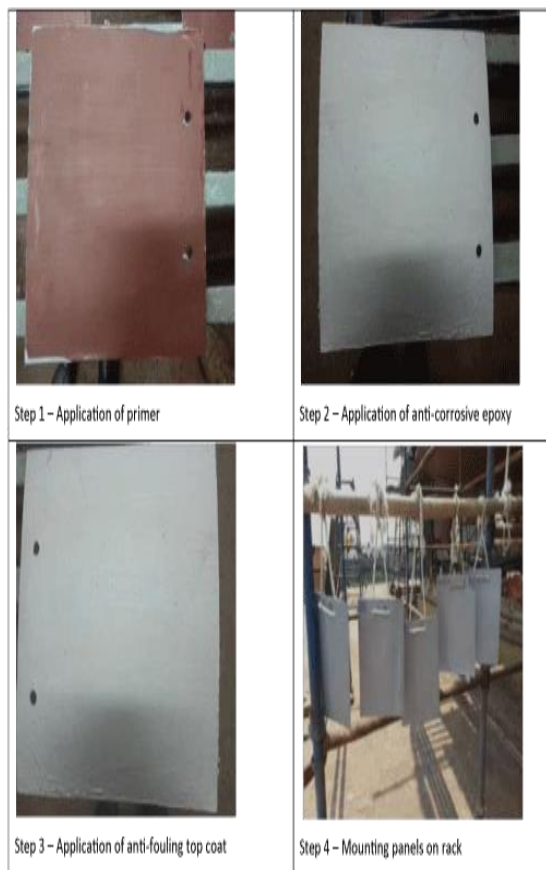 Step 1 – Application of primer
Step 2 – Application of anti-corrosive epoxy
Step 3 – Application of anti-fouling top coat
Step 4 – Mounting panels on rack